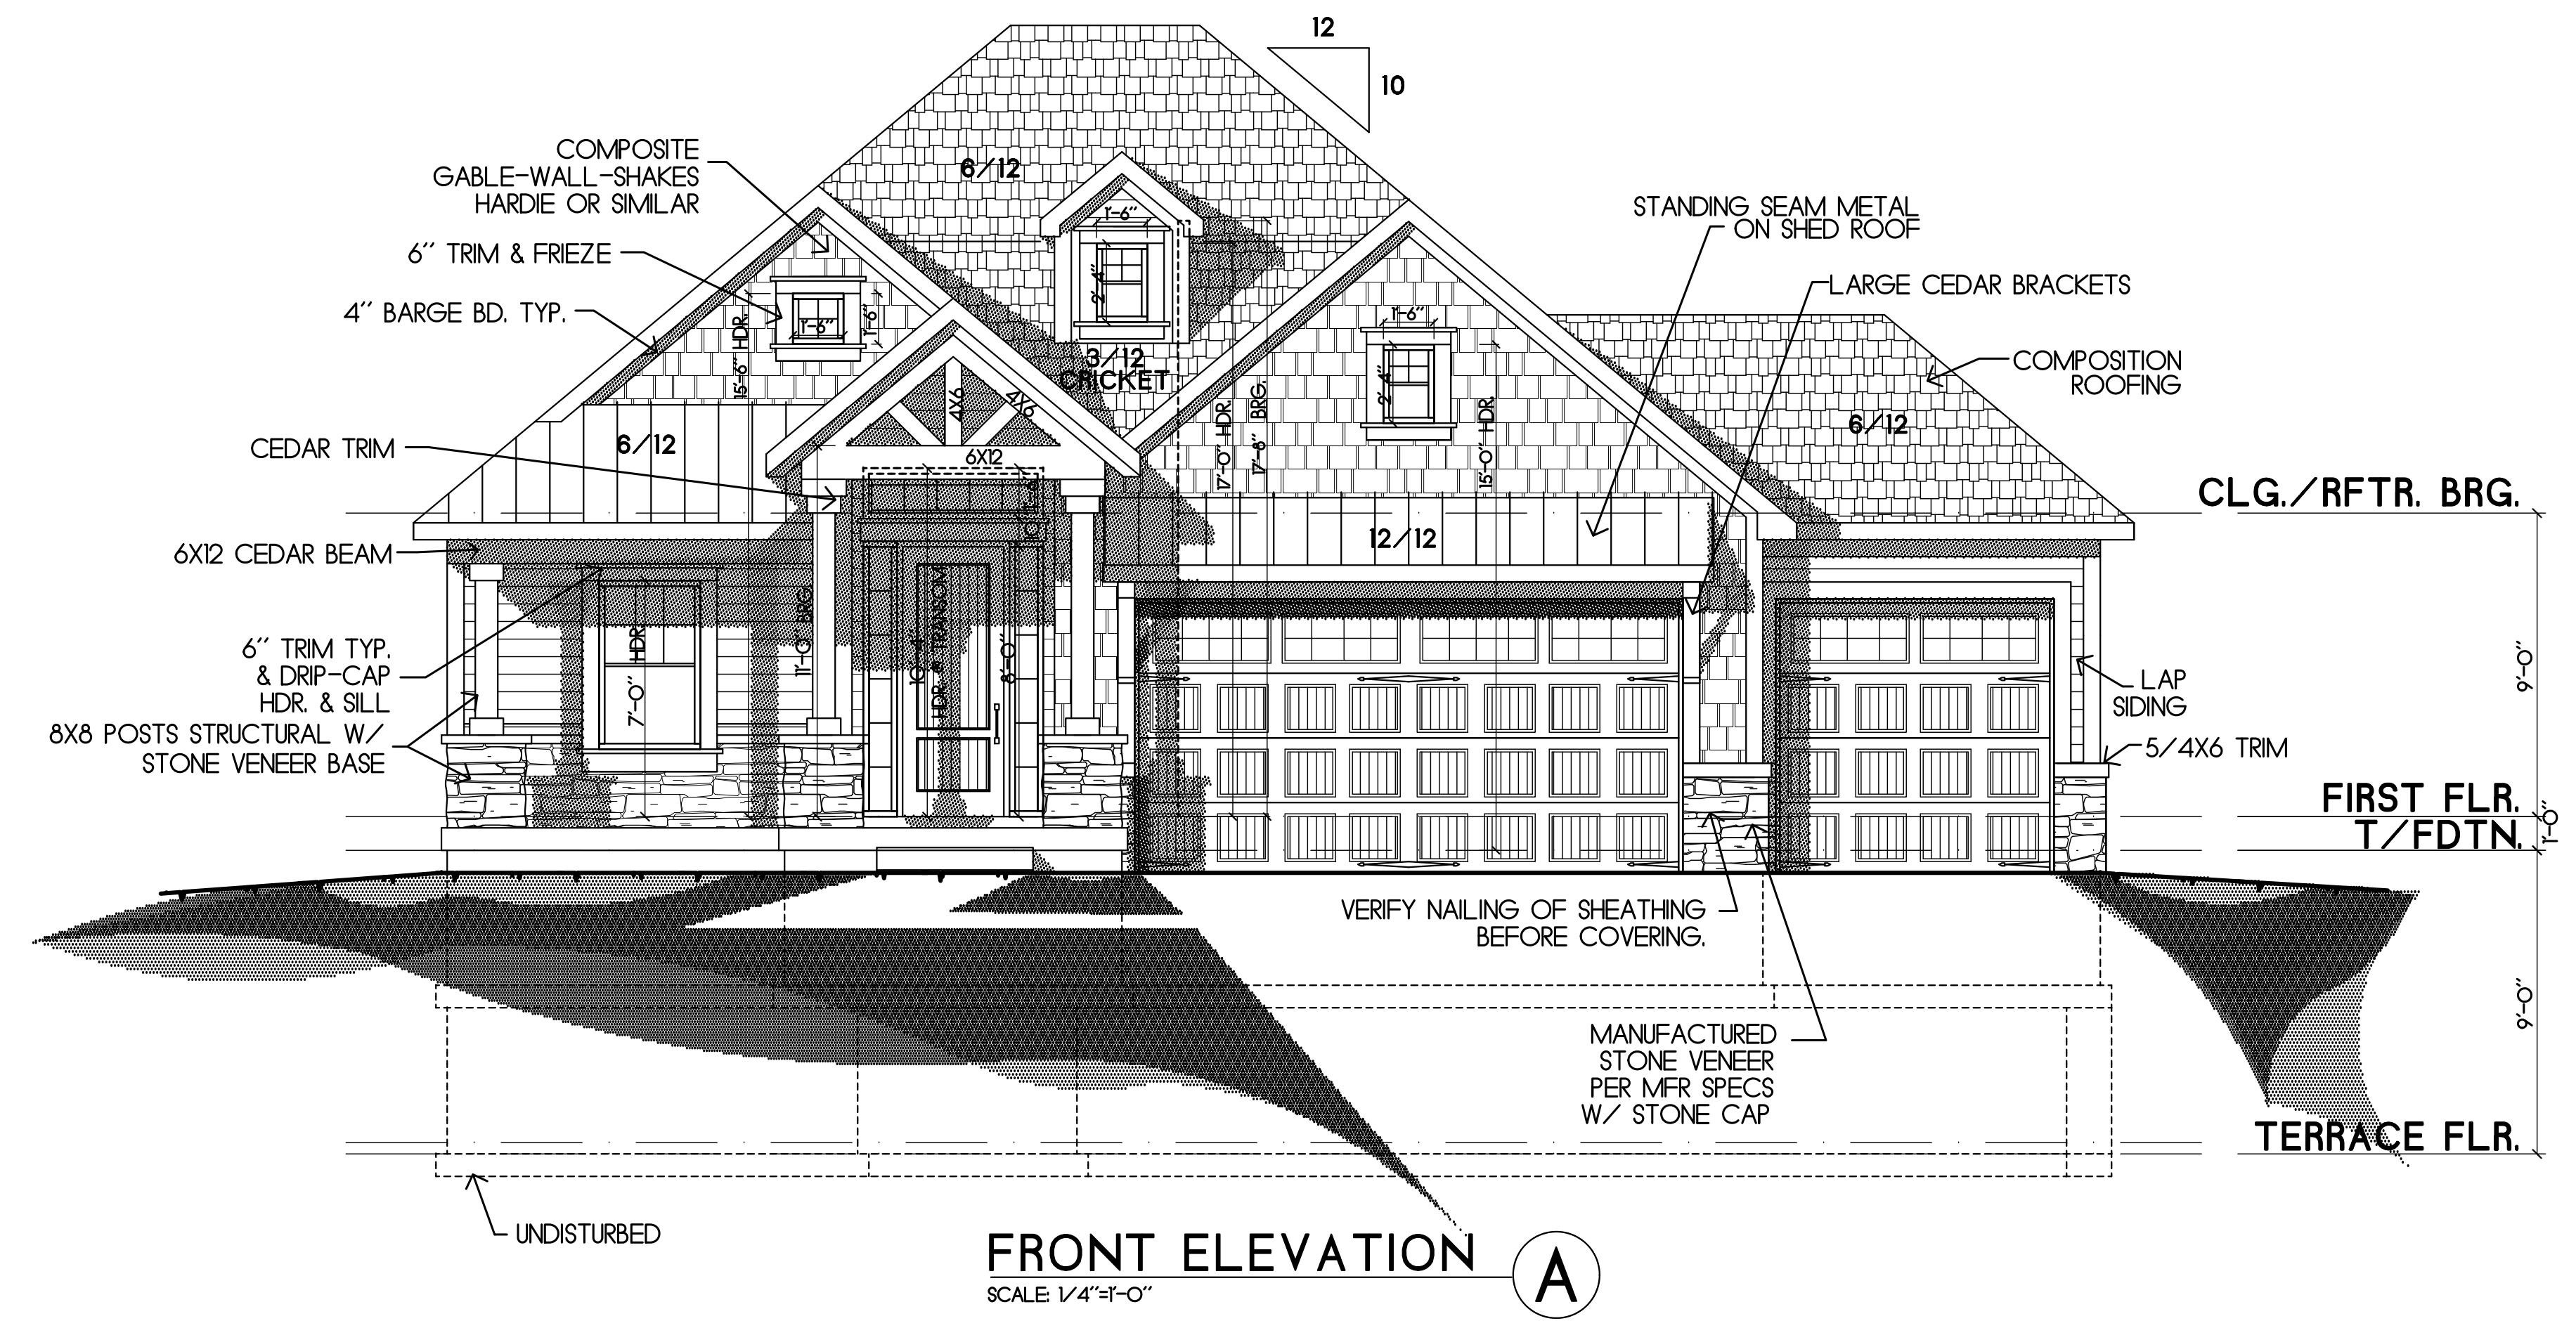 12
10
COMPOSITE
GABLE-WALL-SHAKES
HARDIE OR SIMILAR
6" TRIM & FRIEZE
4" BARGE BD. TYP.
CEDAR TRIM
6X12 CEDAR BEAM
6" TRIM TYP.
& DRIP-CAP
HDR. & SILL
8X8 POSTS STRUCTURAL W/
STONE VENEER BASE
6/12
1'-6"
2'-4"
3/12
CRICKET
1'-6"
1'-6"
15'-6" HDR.
6/12
4X6
4X6
6X12
1'-6"
11'-0" BRG.
7'-0" HDR.
10'-4"
HDR. @ TRANSOM
8'-0"
17'-0" HDR.
17'-8" BRG.
1'-6"
2'-4"
15'-0" HDR.
12/12
6/12
STANDING SEAM METAL
ON SHED ROOF
LARGE CEDAR BRACKETS
COMPOSITION
ROOFING
CLG./RFTR. BRG.
9'-0"
LAP
SIDING
5/4X6 TRIM
FIRST FLR.
1'-0"
T/FDTN.
VERIFY NAILING OF SHEATHING
BEFORE COVERING.
9'-0"
MANUFACTURED
STONE VENEER
PER MFR SPECS
W/ STONE CAP
TERRACE FLR.
UNDISTURBED
FRONT ELEVATION
A
SCALE: 1/4"=1'-0"